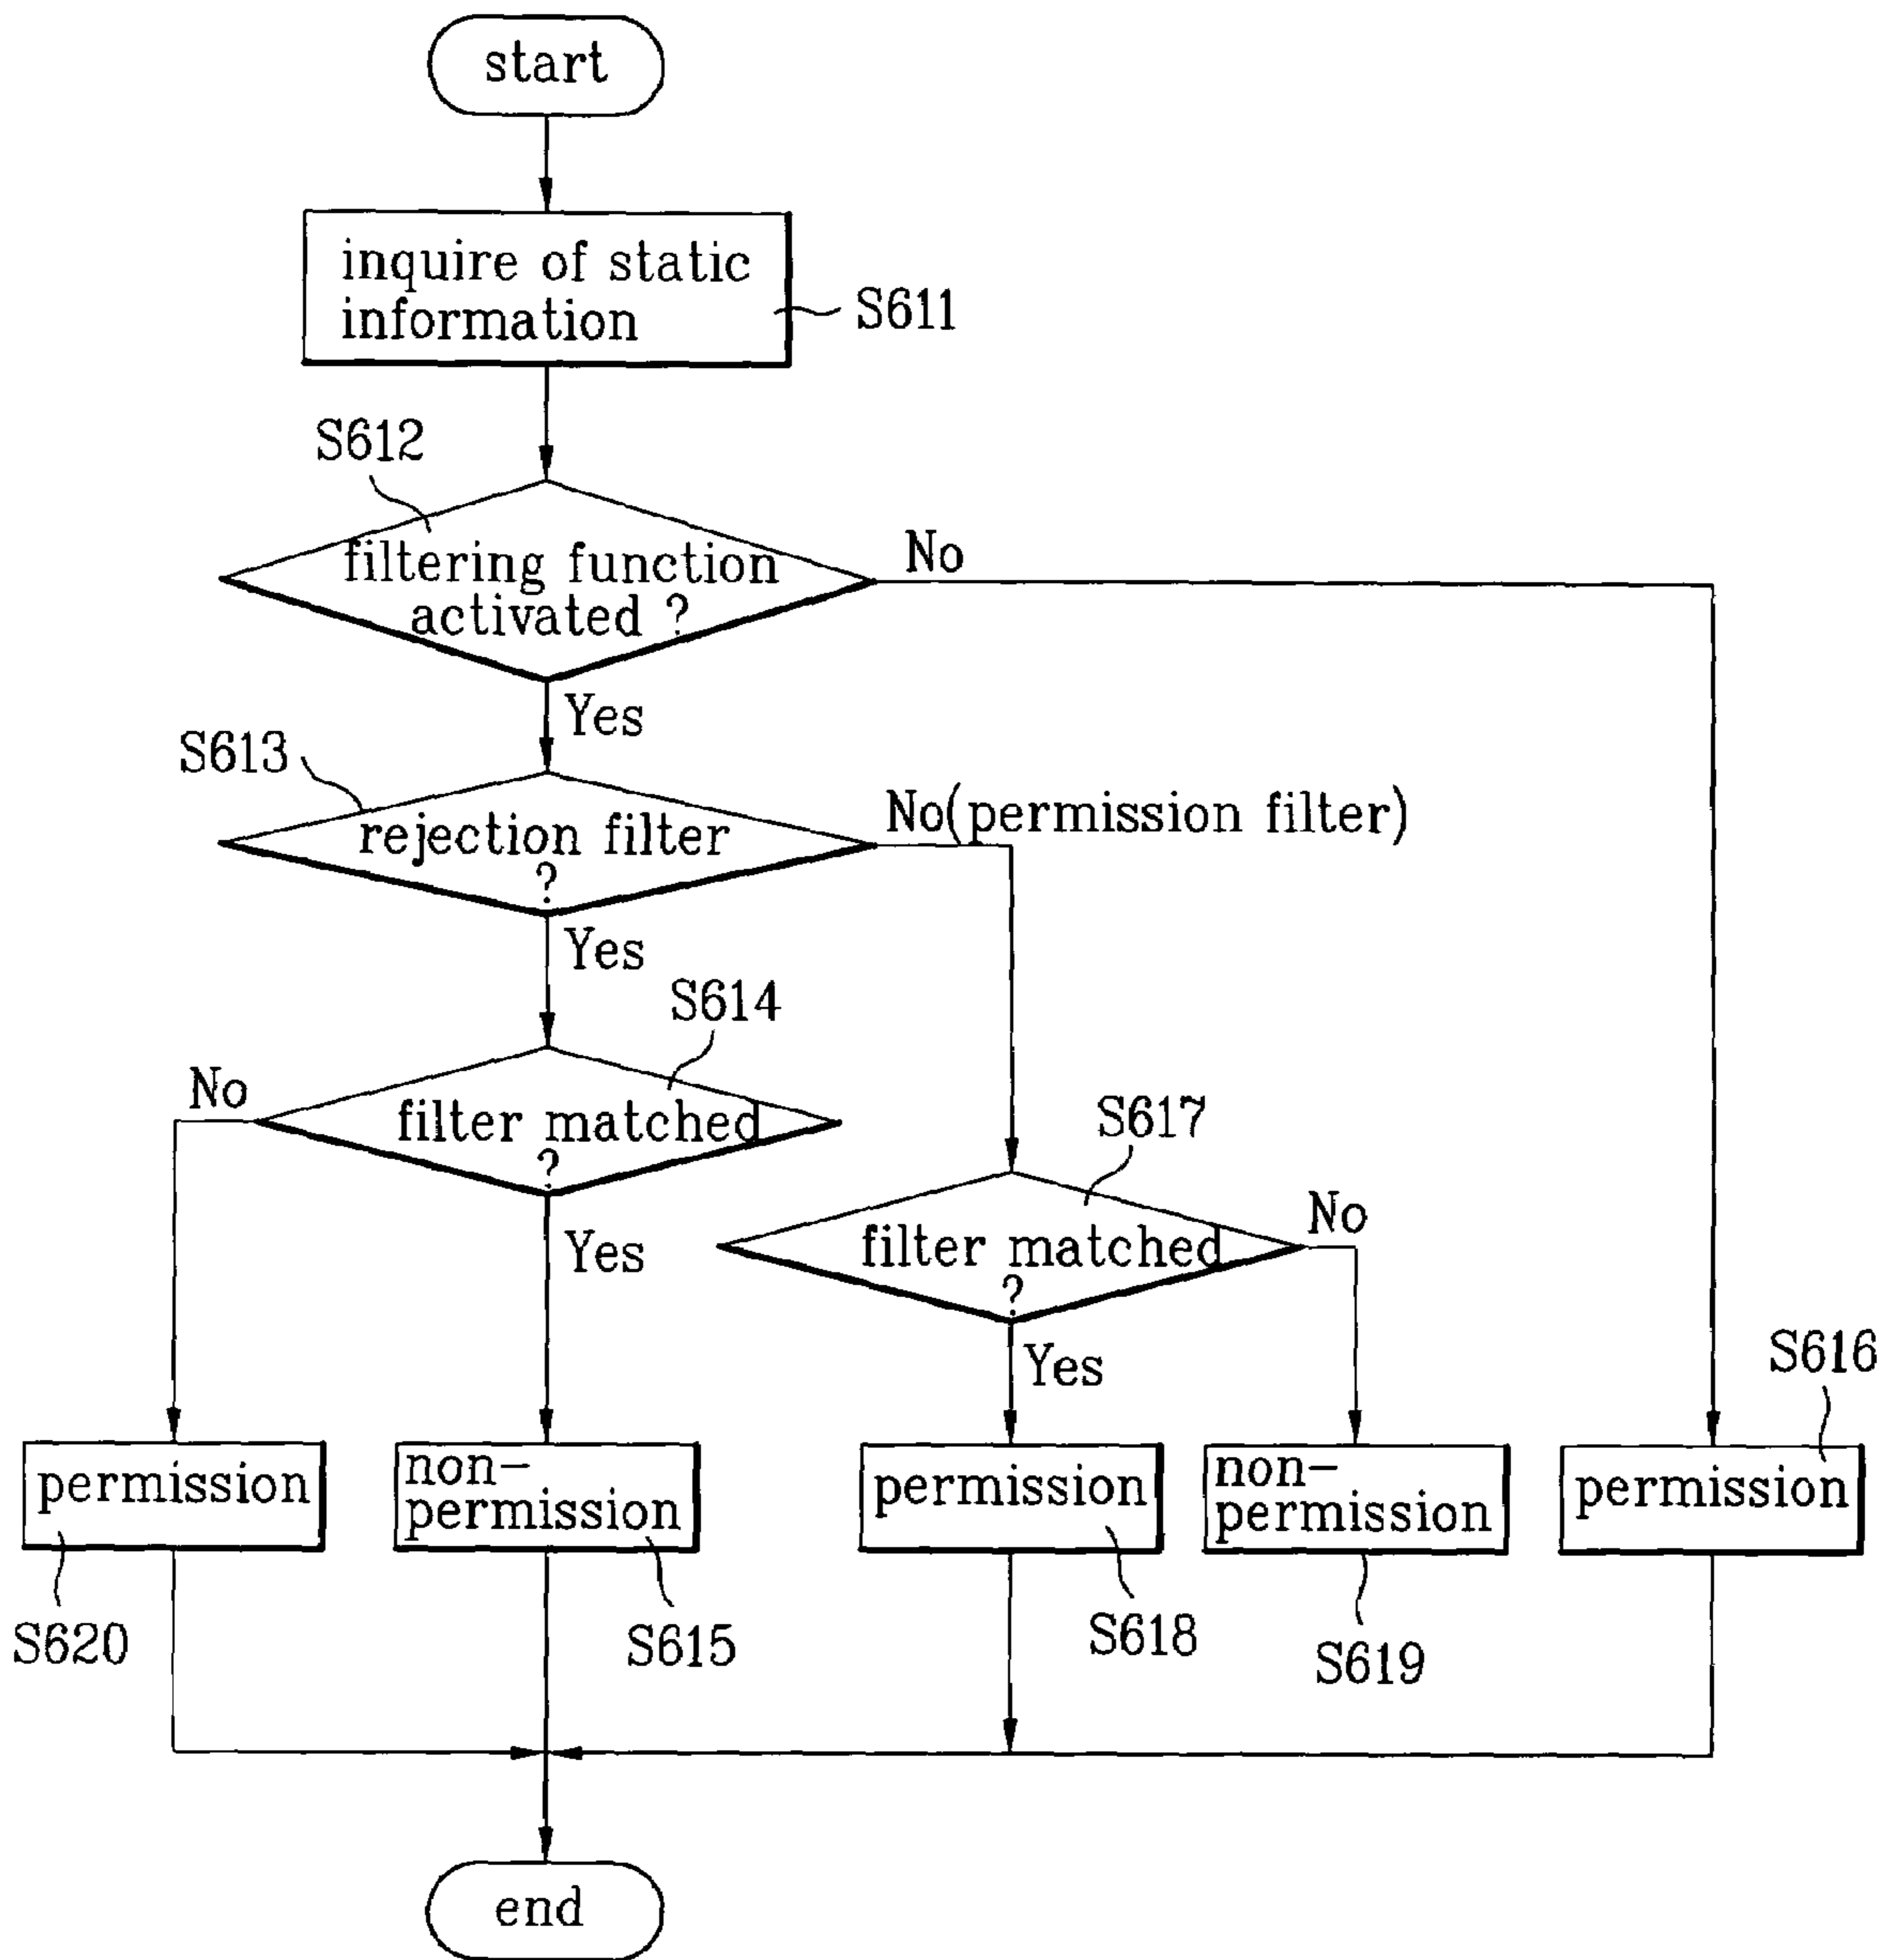 start
inquire of static
information
S611
S612
filtering function
activated ?
No
Yes
S613
rejection filter
?
No(permission filter)
Yes
S614
No
filter matched
?
S617
Yes
filter matched
?
No
Yes
S616
permission
non-
permission
permission
non-
permission
permission
S620
S615
S618
S619
end